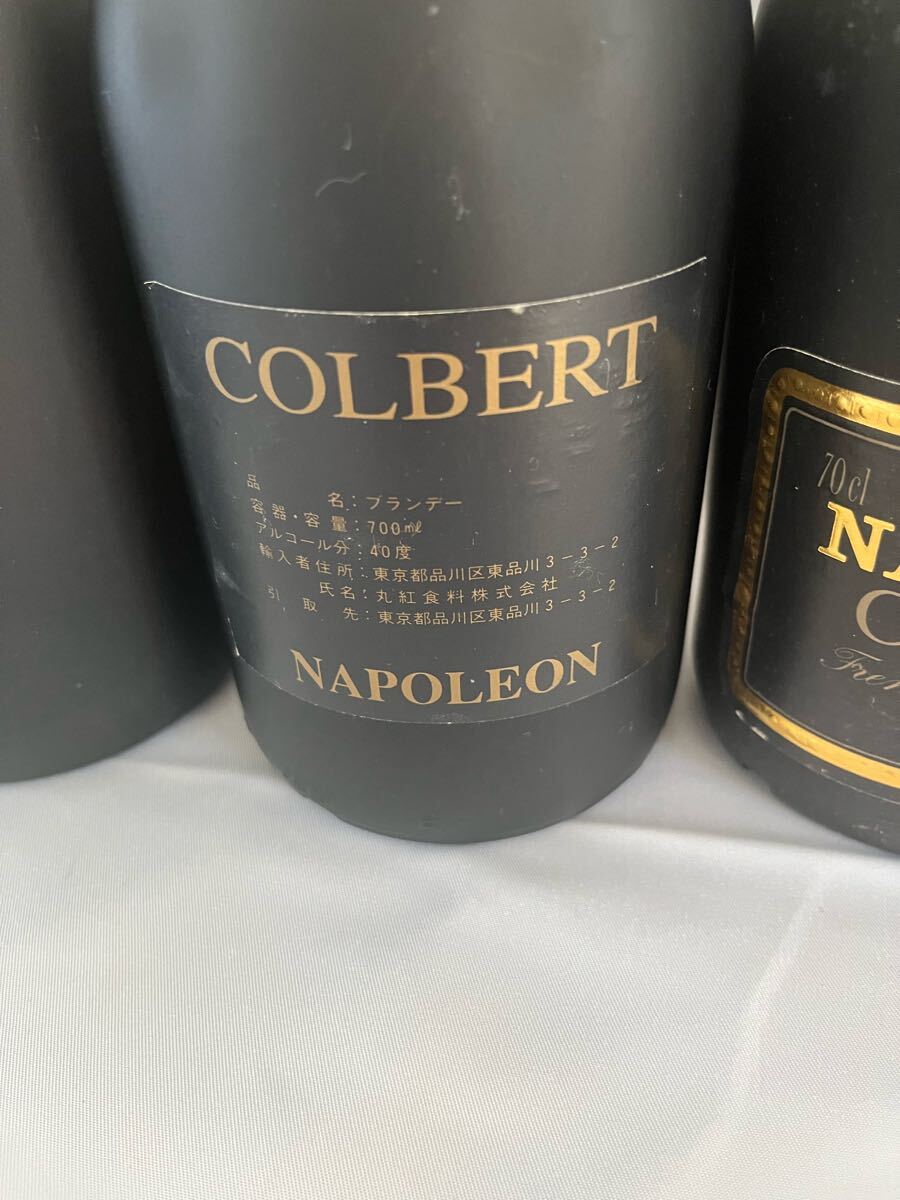 COLBERT
品名：ブランデー
容器・容量：700㎖
アルコール分：40度
輸入者住所：東京都品川区東品川3-3-2
氏名：丸紅食料株式会社
引取先：東京都品川区東品川3-3-2
NAPOLEON
70cl